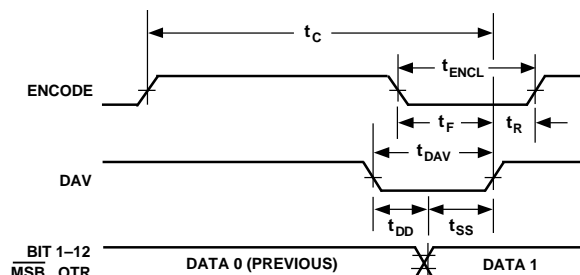 tC
tENCL
ENCODE
tF tR
tDAV
DAV
tDD tSS
BIT 1–12
MSB, OTR
DATA 0 (PREVIOUS) DATA 1